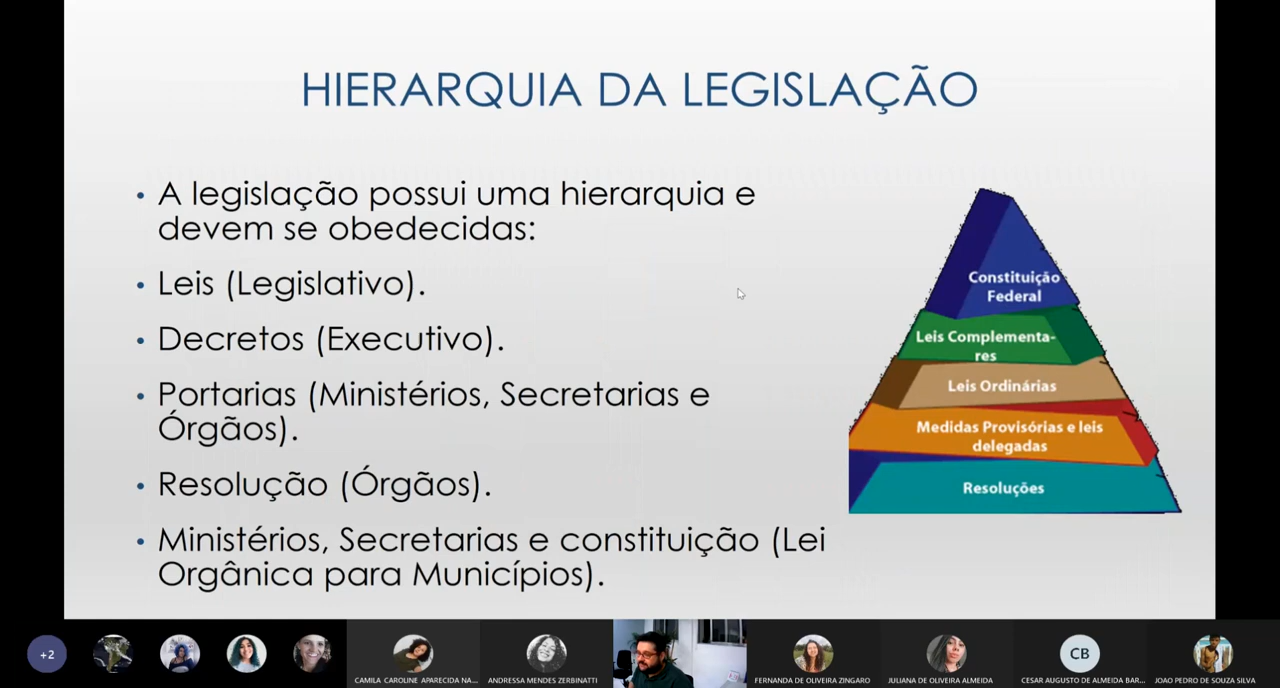 HIERARQUIA DA LEGISLAÇÃO
• A legislação possui uma hierarquia e
devem se obedecidas:
• Leis (Legislativo).
• Decretos (Executivo).
• Portarias (Ministérios, Secretarias e
Órgãos).
• Resolução (Órgãos).
• Ministérios, Secretarias e constituição (Lei
Orgânica para Municípios).
Constituição
Federal
Leis Complementa-
res
Leis Ordinárias
Medidas Provisórias e leis
delegadas
Resoluções
+2
CAMILA CAROLINE APARECIDA NA...
ANDRESSA MENDES ZERBINATTI
FERNANDA DE OLIVEIRA ZINGARO
JULIANA DE OLIVEIRA ALMEIDA
CB
CESAR AUGUSTO DE ALMEIDA BAR...
JOAO PEDRO DE SOUZA SILVA